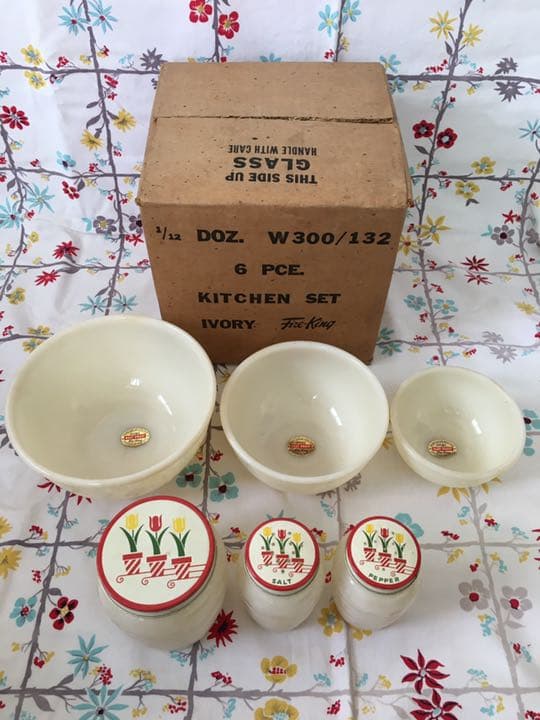 THIS SIDE UP
GLASS
HANDLE WITH CARE
1/12 DOZ. W300/132
6 PCE.
KITCHEN SET
IVORY Fire-King
SALT
PEPPER